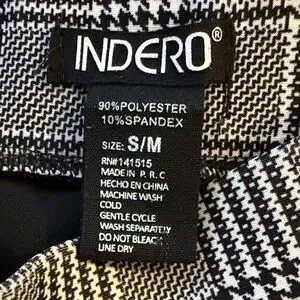 INDERO®
90%POLYESTER
10%SPANDEX
SIZE: S/M
RN#141515
MADE IN P. R. C
HECHO EN CHINA
MACHINE WASH
COLD
GENTLE CYCLE
WASH SEPARATELY
DO NOT BLEACH
LINE DRY